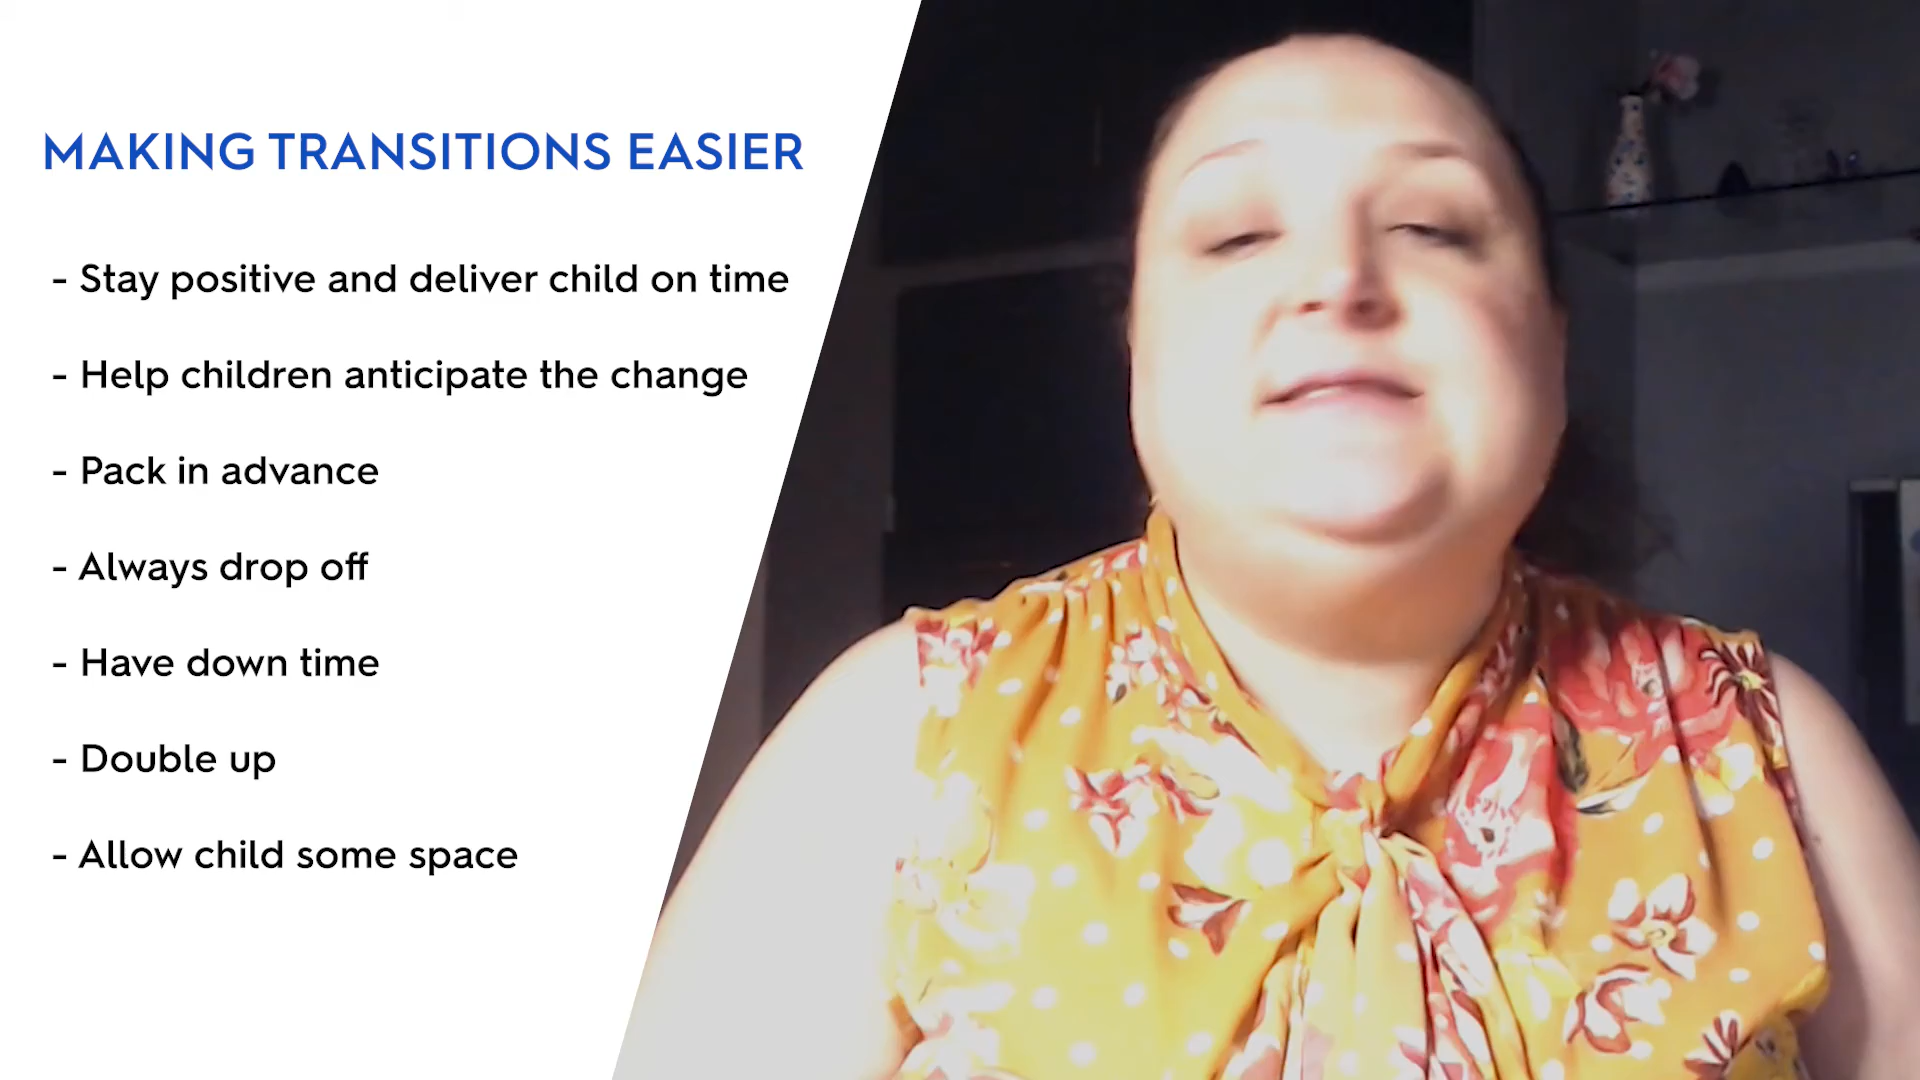 MAKING TRANSITIONS EASIER
- Stay positive and deliver child on time
- Help children anticipate the change
- Pack in advance
- Always drop off
- Have down time
- Double up
- Allow child some space